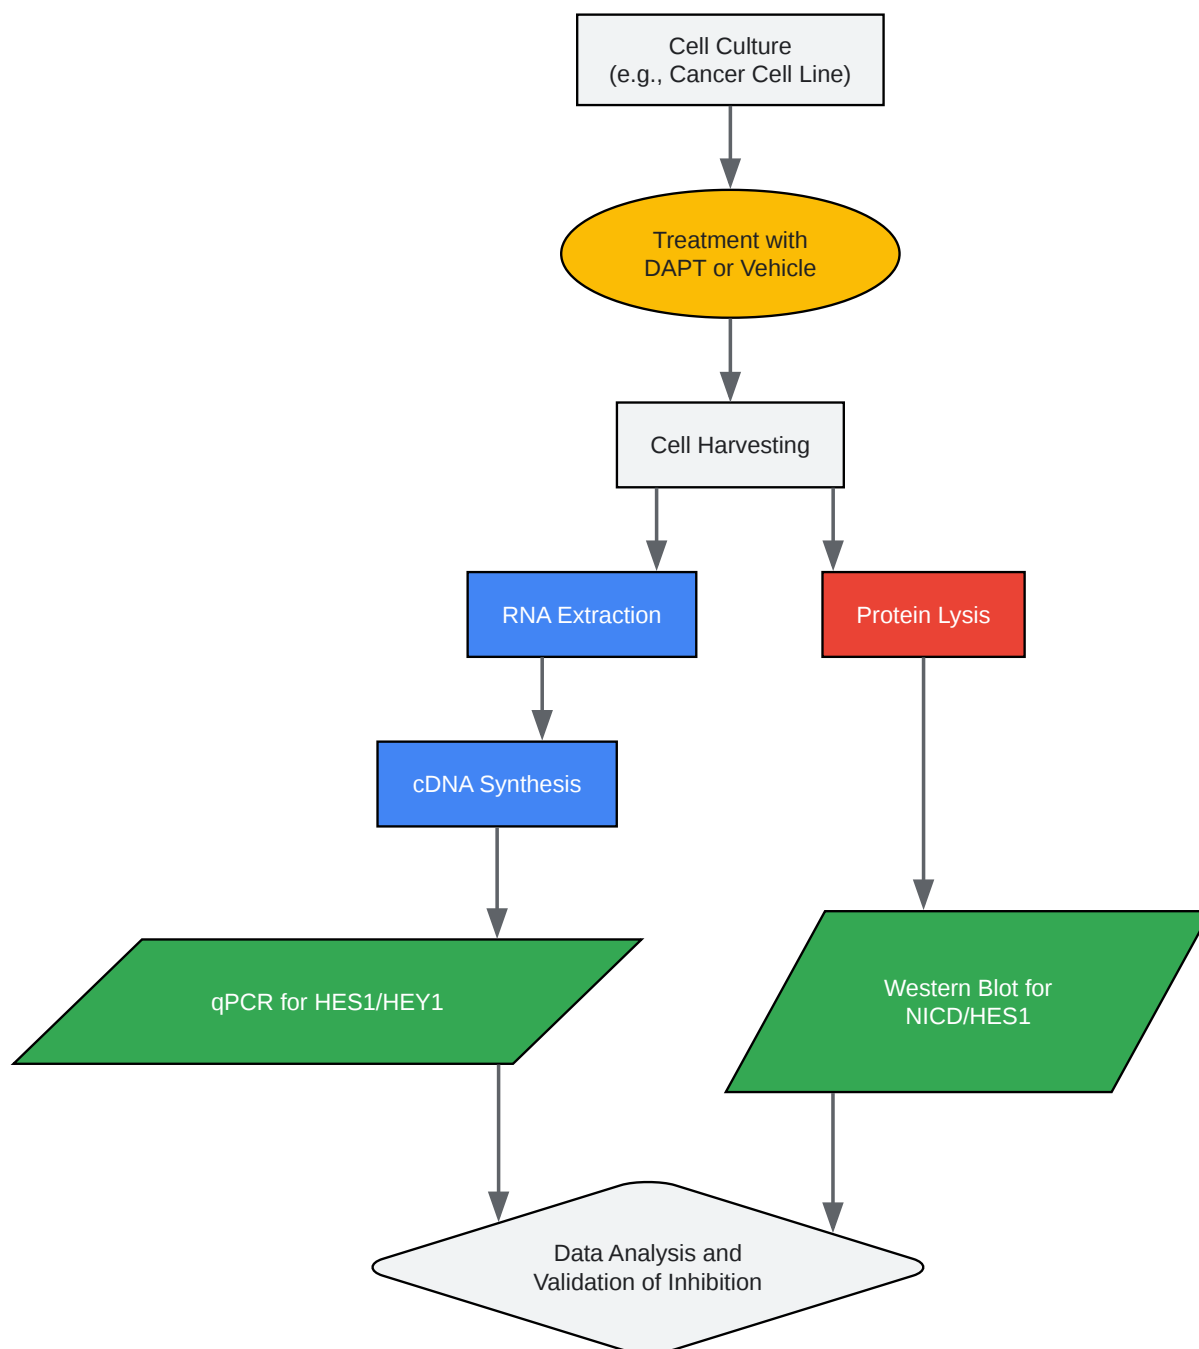 Cell Culture
(e.g., Cancer Cell Line)
Treatment with
DAPT or Vehicle
Cell Harvesting
RNA Extraction
Protein Lysis
cDNA Synthesis
qPCR for HES1/HEY1
Western Blot for
NICD/HES1
Data Analysis and
Validation of Inhibition